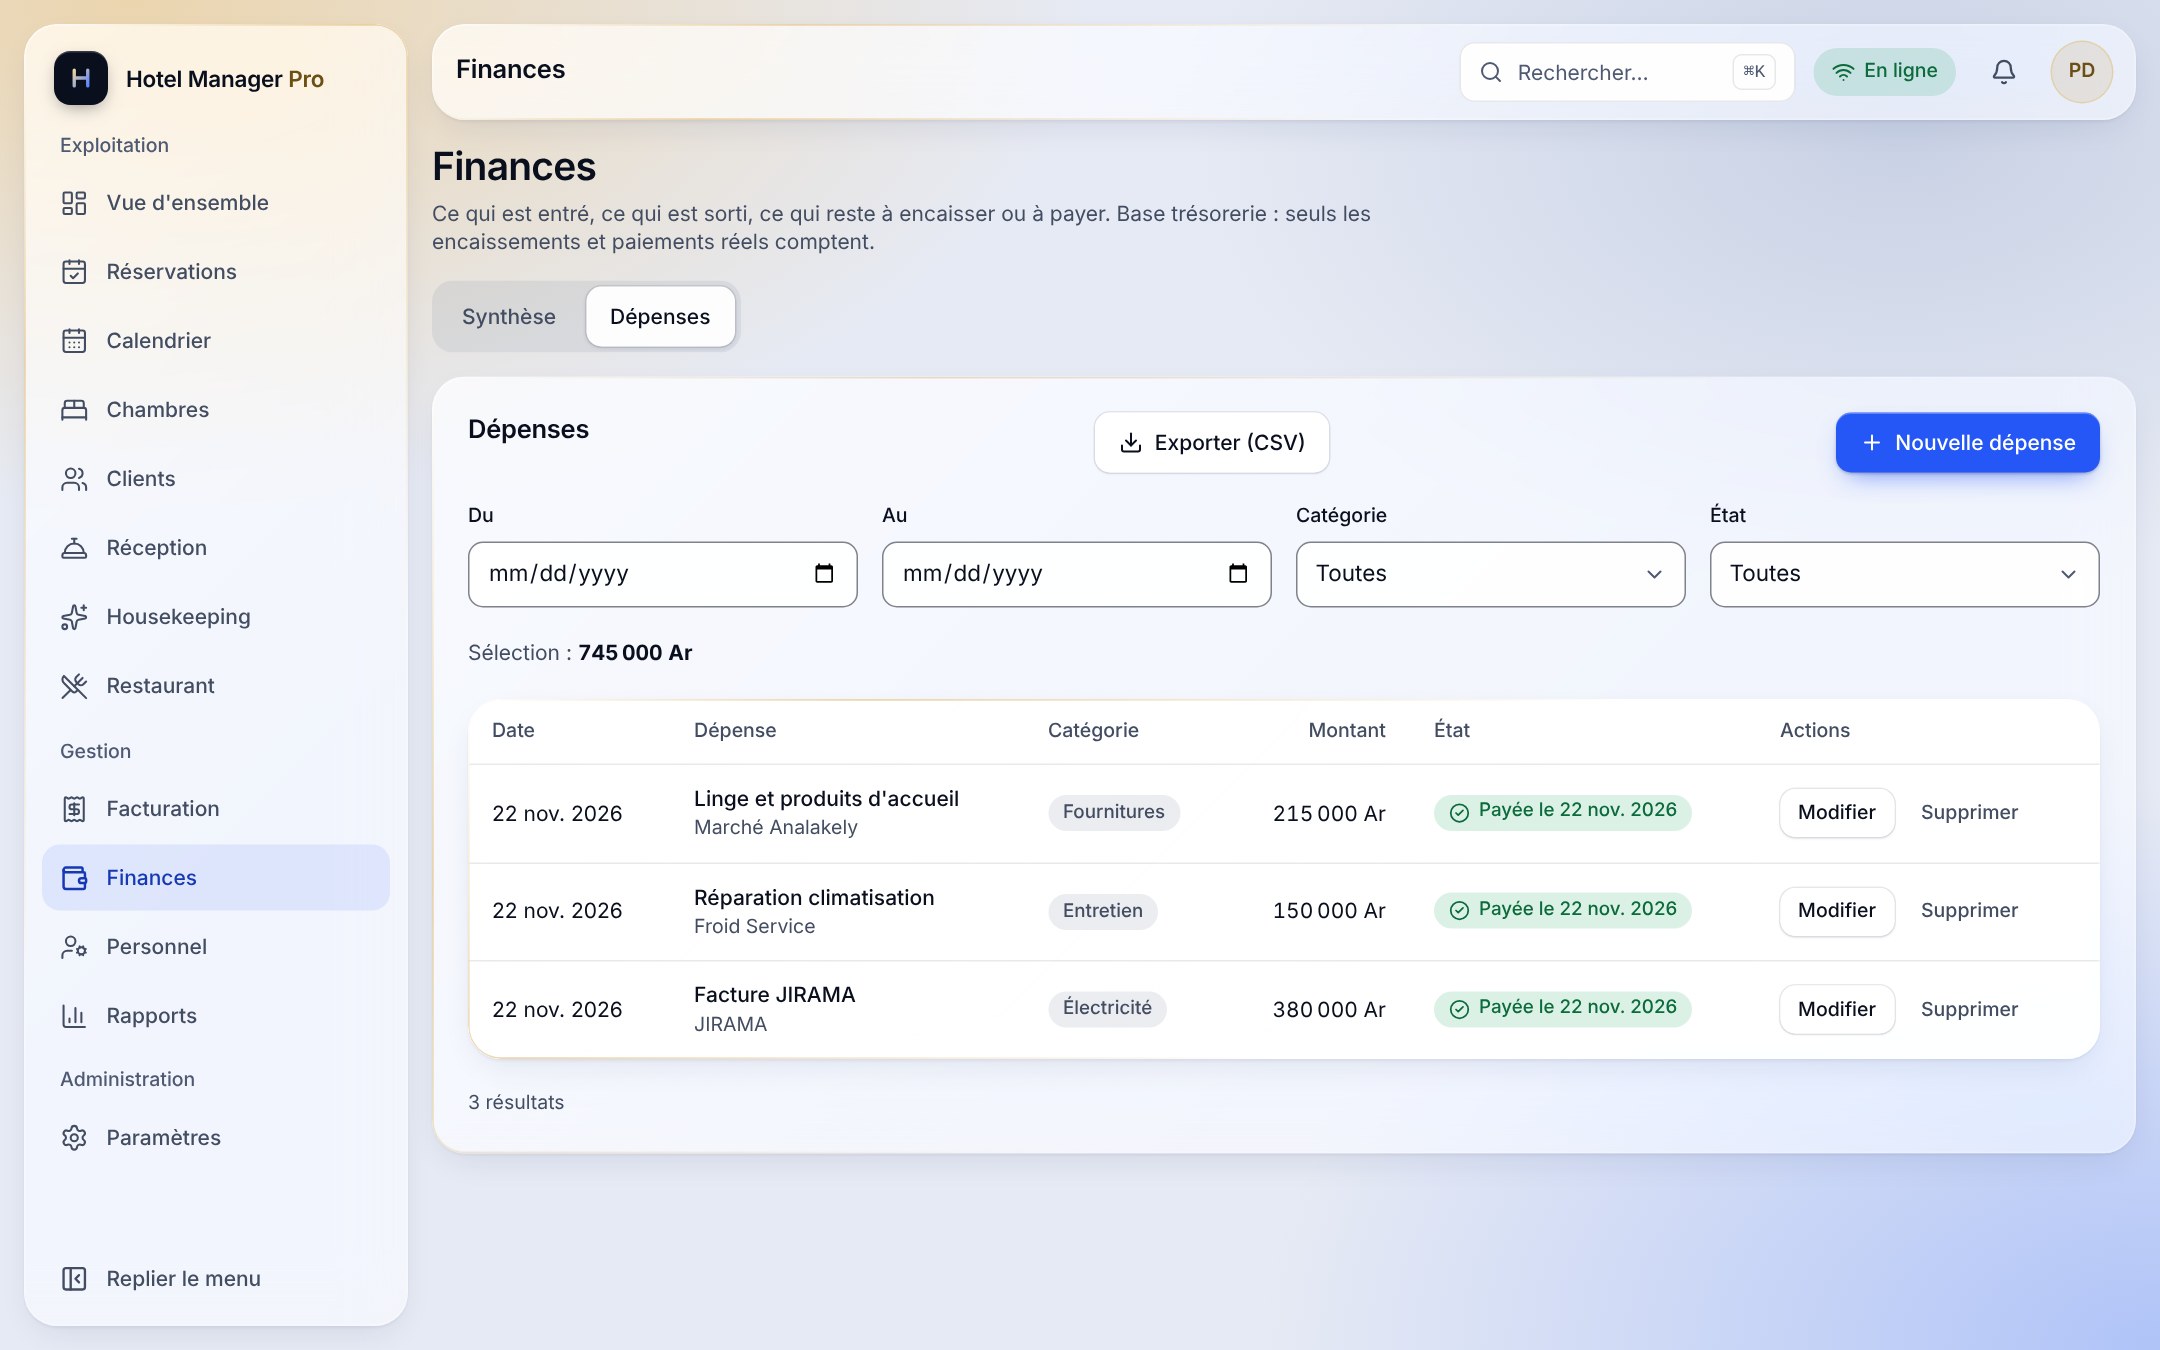 Hotel Manager Pro
Exploitation
Vue d'ensemble
Réservations
Calendrier
Chambres
Clients
Réception
Housekeeping
Restaurant
Gestion
Facturation
Finances
Personnel
Rapports
Administration
Paramètres
Replier le menu
Finances
Rechercher...
⌘K
En ligne
PD
Finances
Ce qui est entré, ce qui est sorti, ce qui reste à encaisser ou à payer. Base trésorerie : seuls les
encaissements et paiements réels comptent.
Synthèse
Dépenses
Dépenses
Exporter (CSV)
Nouvelle dépense
Du
Au
Catégorie
État
mm/dd/yyyy
mm/dd/yyyy
Toutes
Toutes
Sélection : 745 000 Ar
Date
Dépense
Catégorie
Montant
État
Actions
22 nov. 2026
Linge et produits d'accueil
Marché Analakely
Fournitures
215 000 Ar
Payée le 22 nov. 2026
Modifier
Supprimer
22 nov. 2026
Réparation climatisation
Froid Service
Entretien
150 000 Ar
Payée le 22 nov. 2026
Modifier
Supprimer
22 nov. 2026
Facture JIRAMA
JIRAMA
Électricité
380 000 Ar
Payée le 22 nov. 2026
Modifier
Supprimer
3 résultats